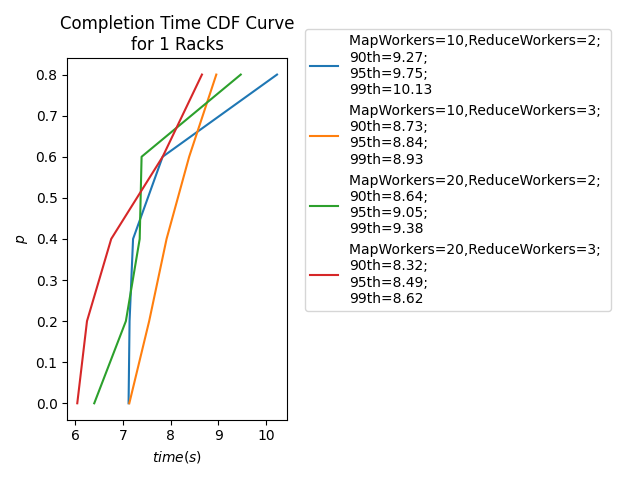 Completion Time CDF Curve
for 1 Racks
0.8
0.7
0.6
0.5
0.4
0.3
0.2
0.1
0.0
p
6 7 8 9 10
time(s)
MapWorkers=10,ReduceWorkers=2;
90th=9.27;
95th=9.75;
99th=10.13
MapWorkers=10,ReduceWorkers=3;
90th=8.73;
95th=8.84;
99th=8.93
MapWorkers=20,ReduceWorkers=2;
90th=8.64;
95th=9.05;
99th=9.38
MapWorkers=20,ReduceWorkers=3;
90th=8.32;
95th=8.49;
99th=8.62